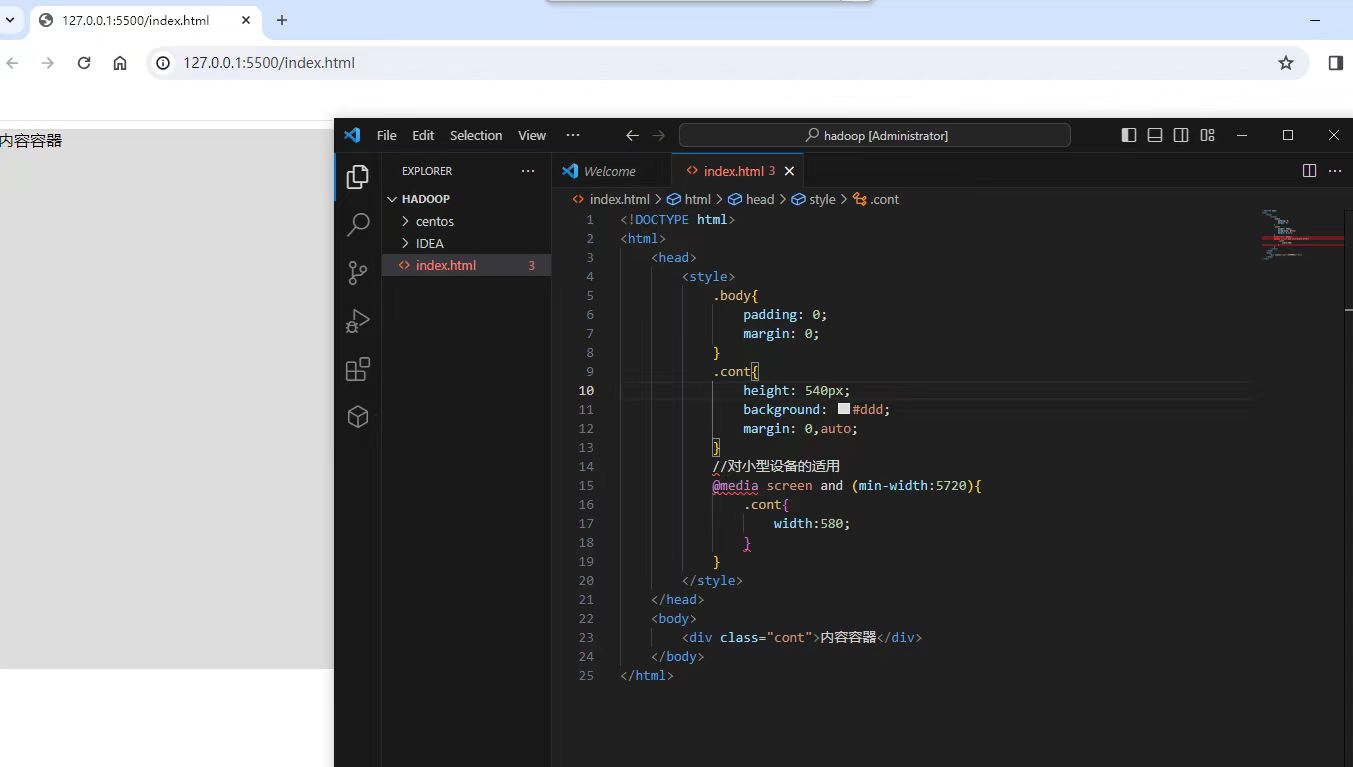 127.0.0.1:5500/index.html
127.0.0.1:5500/index.html
内容容器
File Edit Selection View ··· hadoop [Administrator]
EXPLORER ···
HADOOP
centos
IDEA
index.html 3
Welcome index.html 3
index.html > html > head > style > .cont
1 <!DOCTYPE html>
2 <html>
3 <head>
4 <style>
5 .body{
6 padding: 0;
7 margin: 0;
8 }
9 .cont{
10 height: 540px;
11 background: #ddd;
12 margin: 0,auto;
13 }
14 //对小型设备的适用
15 @media screen and (min-width:5720){
16 .cont{
17 width:580;
18 }
19 }
20 </style>
21 </head>
22 <body>
23 <div class="cont">内容容器</div>
24 </body>
25 </html>